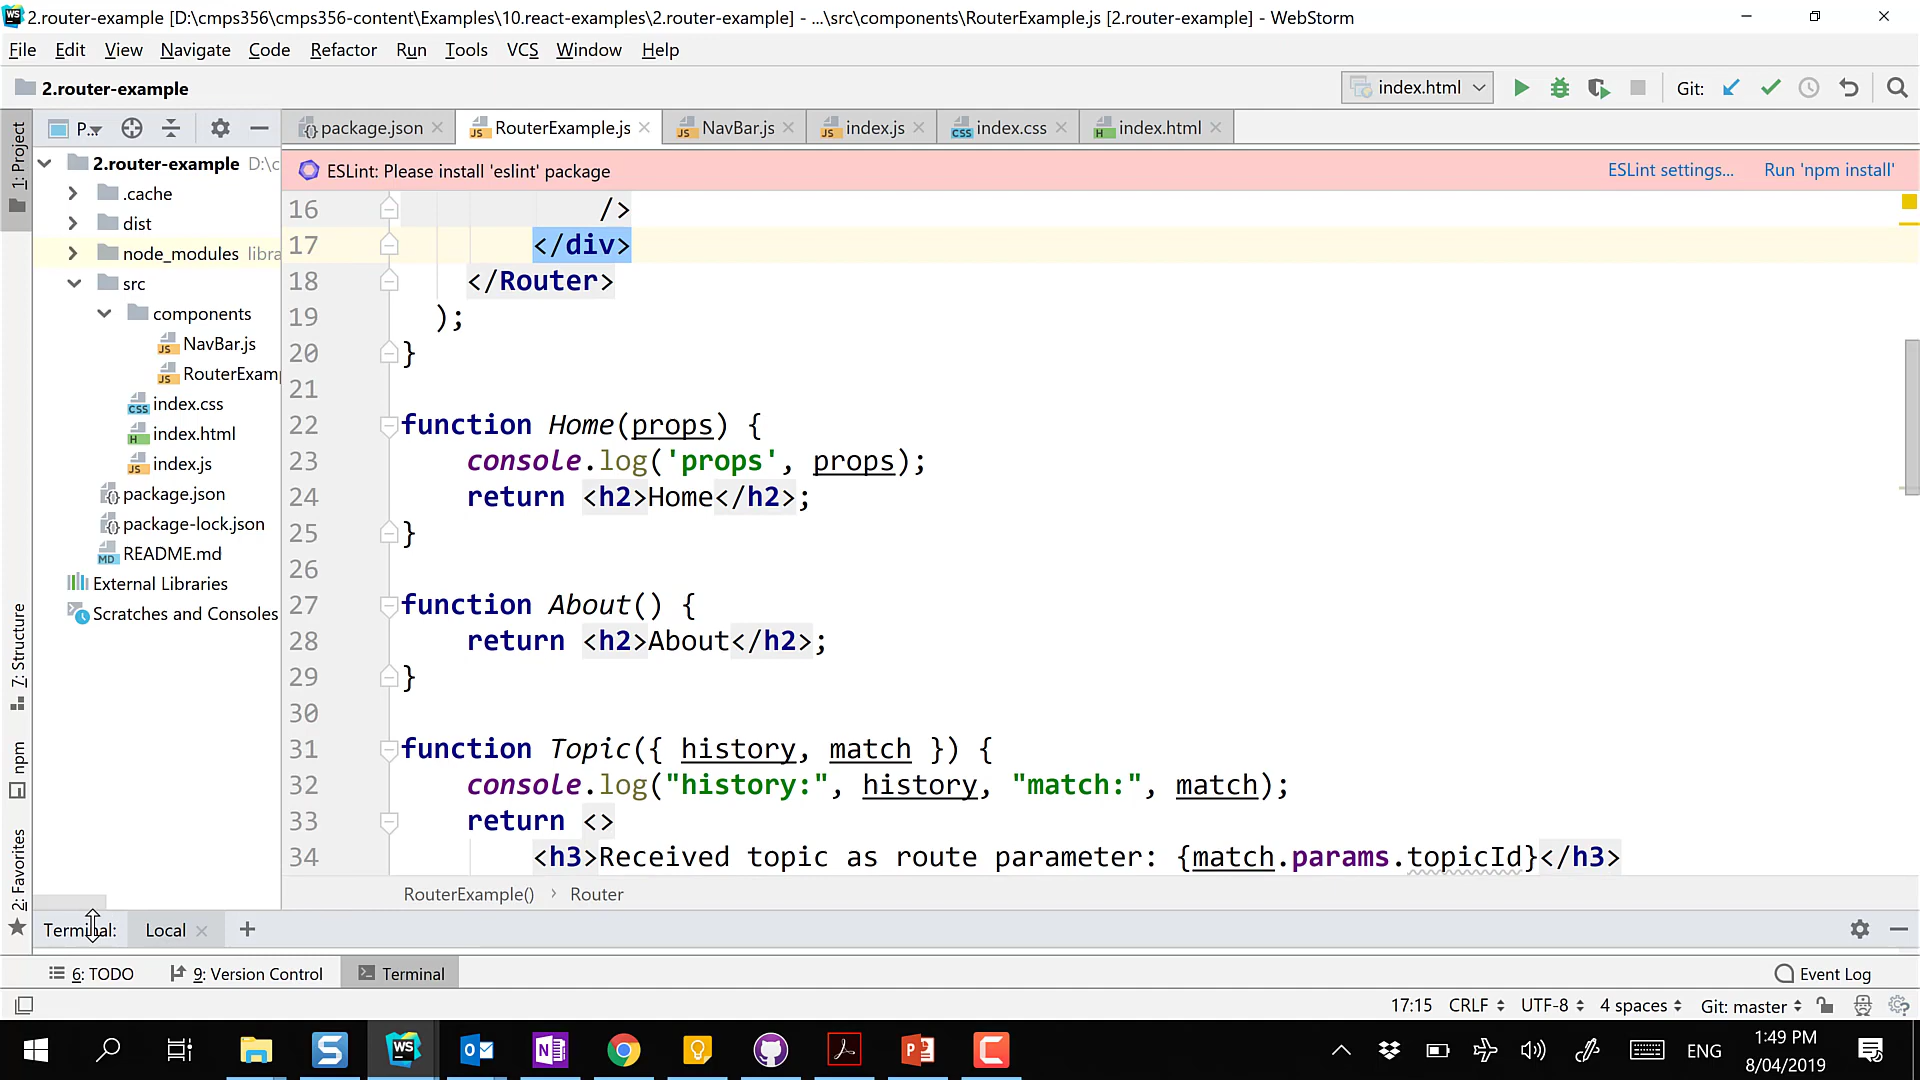 2.router-example [D:\cmps356\cmps356-content\Examples\10.react-examples\2.router-example] - ...\src\components\RouterExample.js [2.router-example] - WebStorm
File Edit View Navigate Code Refactor Run Tools VCS Window Help
2.router-example
index.html
Git:
1: Project
P...
package.json
RouterExample.js
NavBar.js
index.js
index.css
index.html
2.router-example D:\c
.cache
dist
node_modules libra
src
components
NavBar.js
RouterExamp
index.css
index.html
index.js
package.json
package-lock.json
README.md
External Libraries
Scratches and Consoles
7: Structure
npm
2: Favorites
ESLint: Please install 'eslint' package
ESLint settings...
Run 'npm install'
16 />
17 </div>
18 </Router>
19 );
20 }
21
22 function Home(props) {
23 console.log('props', props);
24 return <h2>Home</h2>;
25 }
26
27 function About() {
28 return <h2>About</h2>;
29 }
30
31 function Topic({ history, match }) {
32 console.log("history:", history, "match:", match);
33 return <>
34 <h3>Received topic as route parameter: {match.params.topicId}</h3>
RouterExample() › Router
Terminal: Local +
6: TODO
9: Version Control
Terminal
Event Log
17:15 CRLF UTF-8 4 spaces Git: master
ENG
1:49 PM
8/04/2019